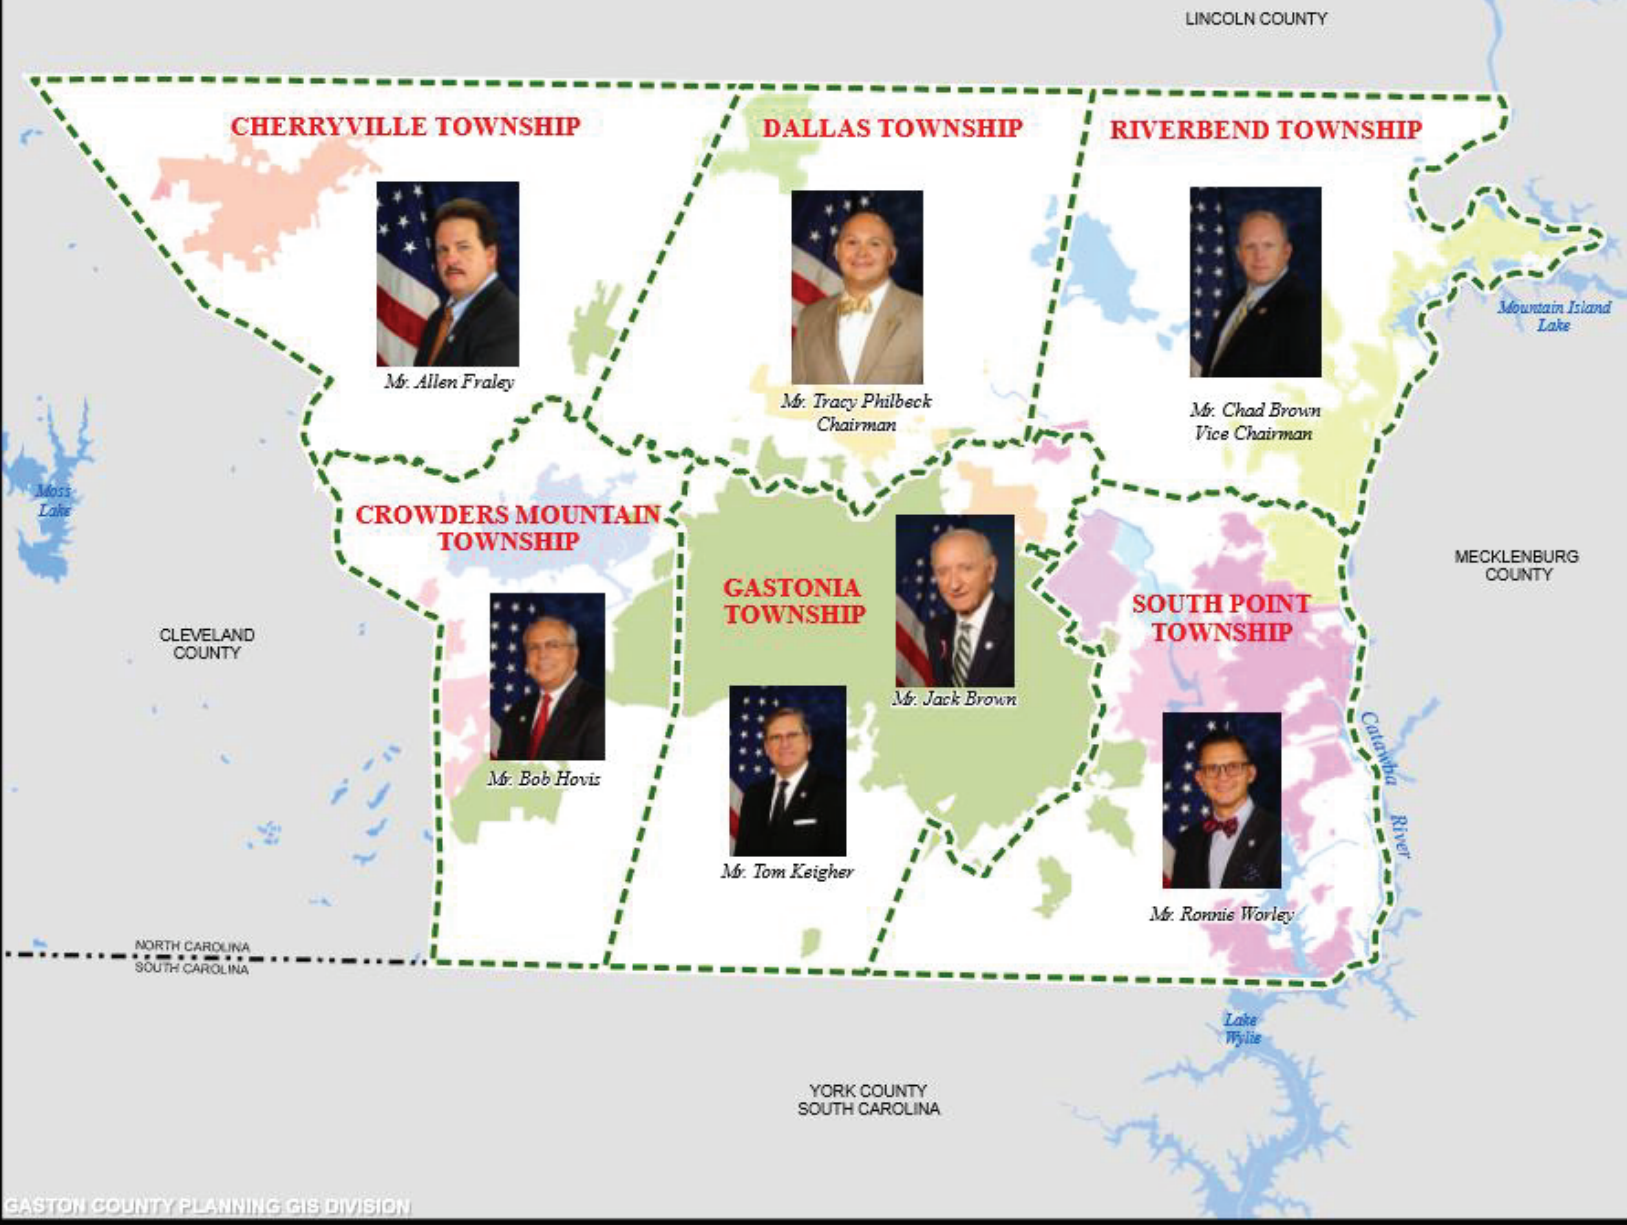 LINCOLN COUNTY
CHERRYVILLE TOWNSHIP
DALLAS TOWNSHIP
RIVERBEND TOWNSHIP
Mountain Island
Lake
Mr. Allen Fraley
Mr. Tracy Philbeck
Chairman
Mr. Chad Brown
Vice Chairman
Moss
Lake
CROWDERS MOUNTAIN
TOWNSHIP
GASTONIA
TOWNSHIP
SOUTH POINT
TOWNSHIP
MECKLENBURG
COUNTY
CLEVELAND
COUNTY
Mr. Jack Brown
Mr. Bob Hovis
Catawba
River
Mr. Tom Keigher
Mr. Ronnie Worley
NORTH CAROLINA
SOUTH CAROLINA
Lake
Wylie
YORK COUNTY
SOUTH CAROLINA
GASTON COUNTY PLANNING GIS DIVISION